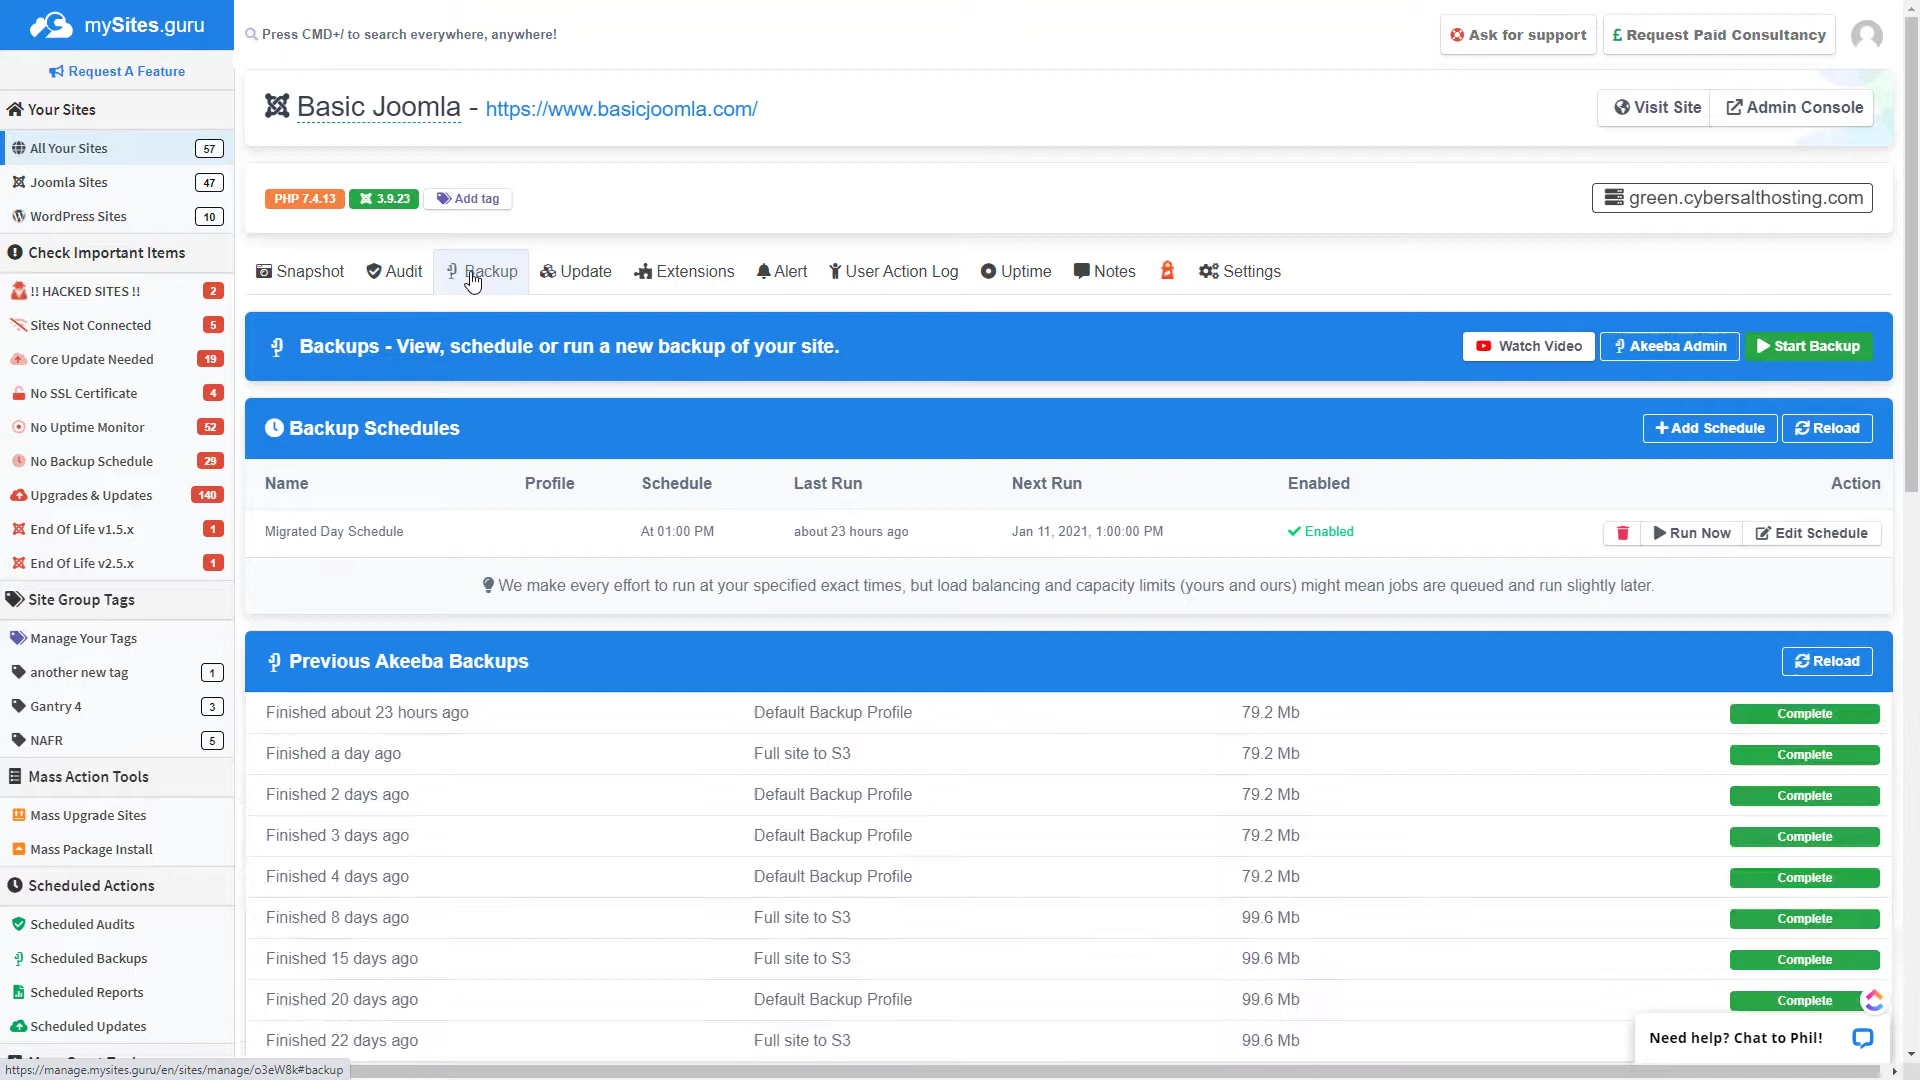 mySites.guru
Press CMD+/ to search everywhere, anywhere!
Ask for support
£ Request Paid Consultancy
Request A Feature
Your Sites
All Your Sites 57
Joomla Sites 47
WordPress Sites 10
Check Important Items
!! HACKED SITES !! 2
Sites Not Connected 5
Core Update Needed 19
No SSL Certificate 4
No Uptime Monitor 52
No Backup Schedule 29
Upgrades & Updates 140
End Of Life v1.5.x 1
End Of Life v2.5.x 1
Site Group Tags
Manage Your Tags
another new tag 1
Gantry 4 3
NAFR 5
Mass Action Tools
Mass Upgrade Sites
Mass Package Install
Scheduled Actions
Scheduled Audits
Scheduled Backups
Scheduled Reports
Scheduled Updates
Basic Joomla - https://www.basicjoomla.com/
Visit Site
Admin Console
PHP 7.4.13
3.9.23
Add tag
green.cybersalthosting.com
Snapshot Audit Backup Update Extensions Alert User Action Log Uptime Notes Settings
Backups - View, schedule or run a new backup of your site.
Watch Video
Akeeba Admin
Start Backup
Backup Schedules
+Add Schedule
Reload
Name Profile Schedule Last Run Next Run Enabled Action
Migrated Day Schedule At 01:00 PM about 23 hours ago Jan 11, 2021, 1:00:00 PM Enabled Run Now Edit Schedule
We make every effort to run at your specified exact times, but load balancing and capacity limits (yours and ours) might mean jobs are queued and run slightly later.
Previous Akeeba Backups
Reload
Finished about 23 hours ago Default Backup Profile 79.2 Mb Complete
Finished a day ago Full site to S3 79.2 Mb Complete
Finished 2 days ago Default Backup Profile 79.2 Mb Complete
Finished 3 days ago Default Backup Profile 79.2 Mb Complete
Finished 4 days ago Default Backup Profile 79.2 Mb Complete
Finished 8 days ago Full site to S3 99.6 Mb Complete
Finished 15 days ago Full site to S3 99.6 Mb Complete
Finished 20 days ago Default Backup Profile 99.6 Mb Complete
Finished 22 days ago Full site to S3 99.6 Mb
Need help? Chat to Phil!
https://manage.mysites.guru/en/sites/manage/o3eW8k#backup